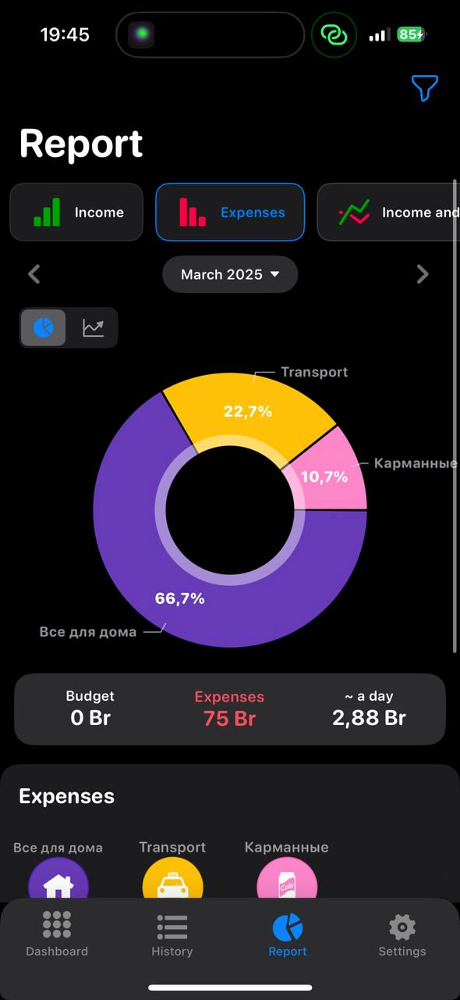 19:45
85
Report
Income
Expenses
Income and
March 2025
Transport
22,7%
Карманные
10,7%
66,7%
Все для дома
Budget
Expenses
~ a day
0 Br
75 Br
2,88 Br
Expenses
Все для дома
Transport
Карманные
Cola
Dashboard
History
Report
Settings